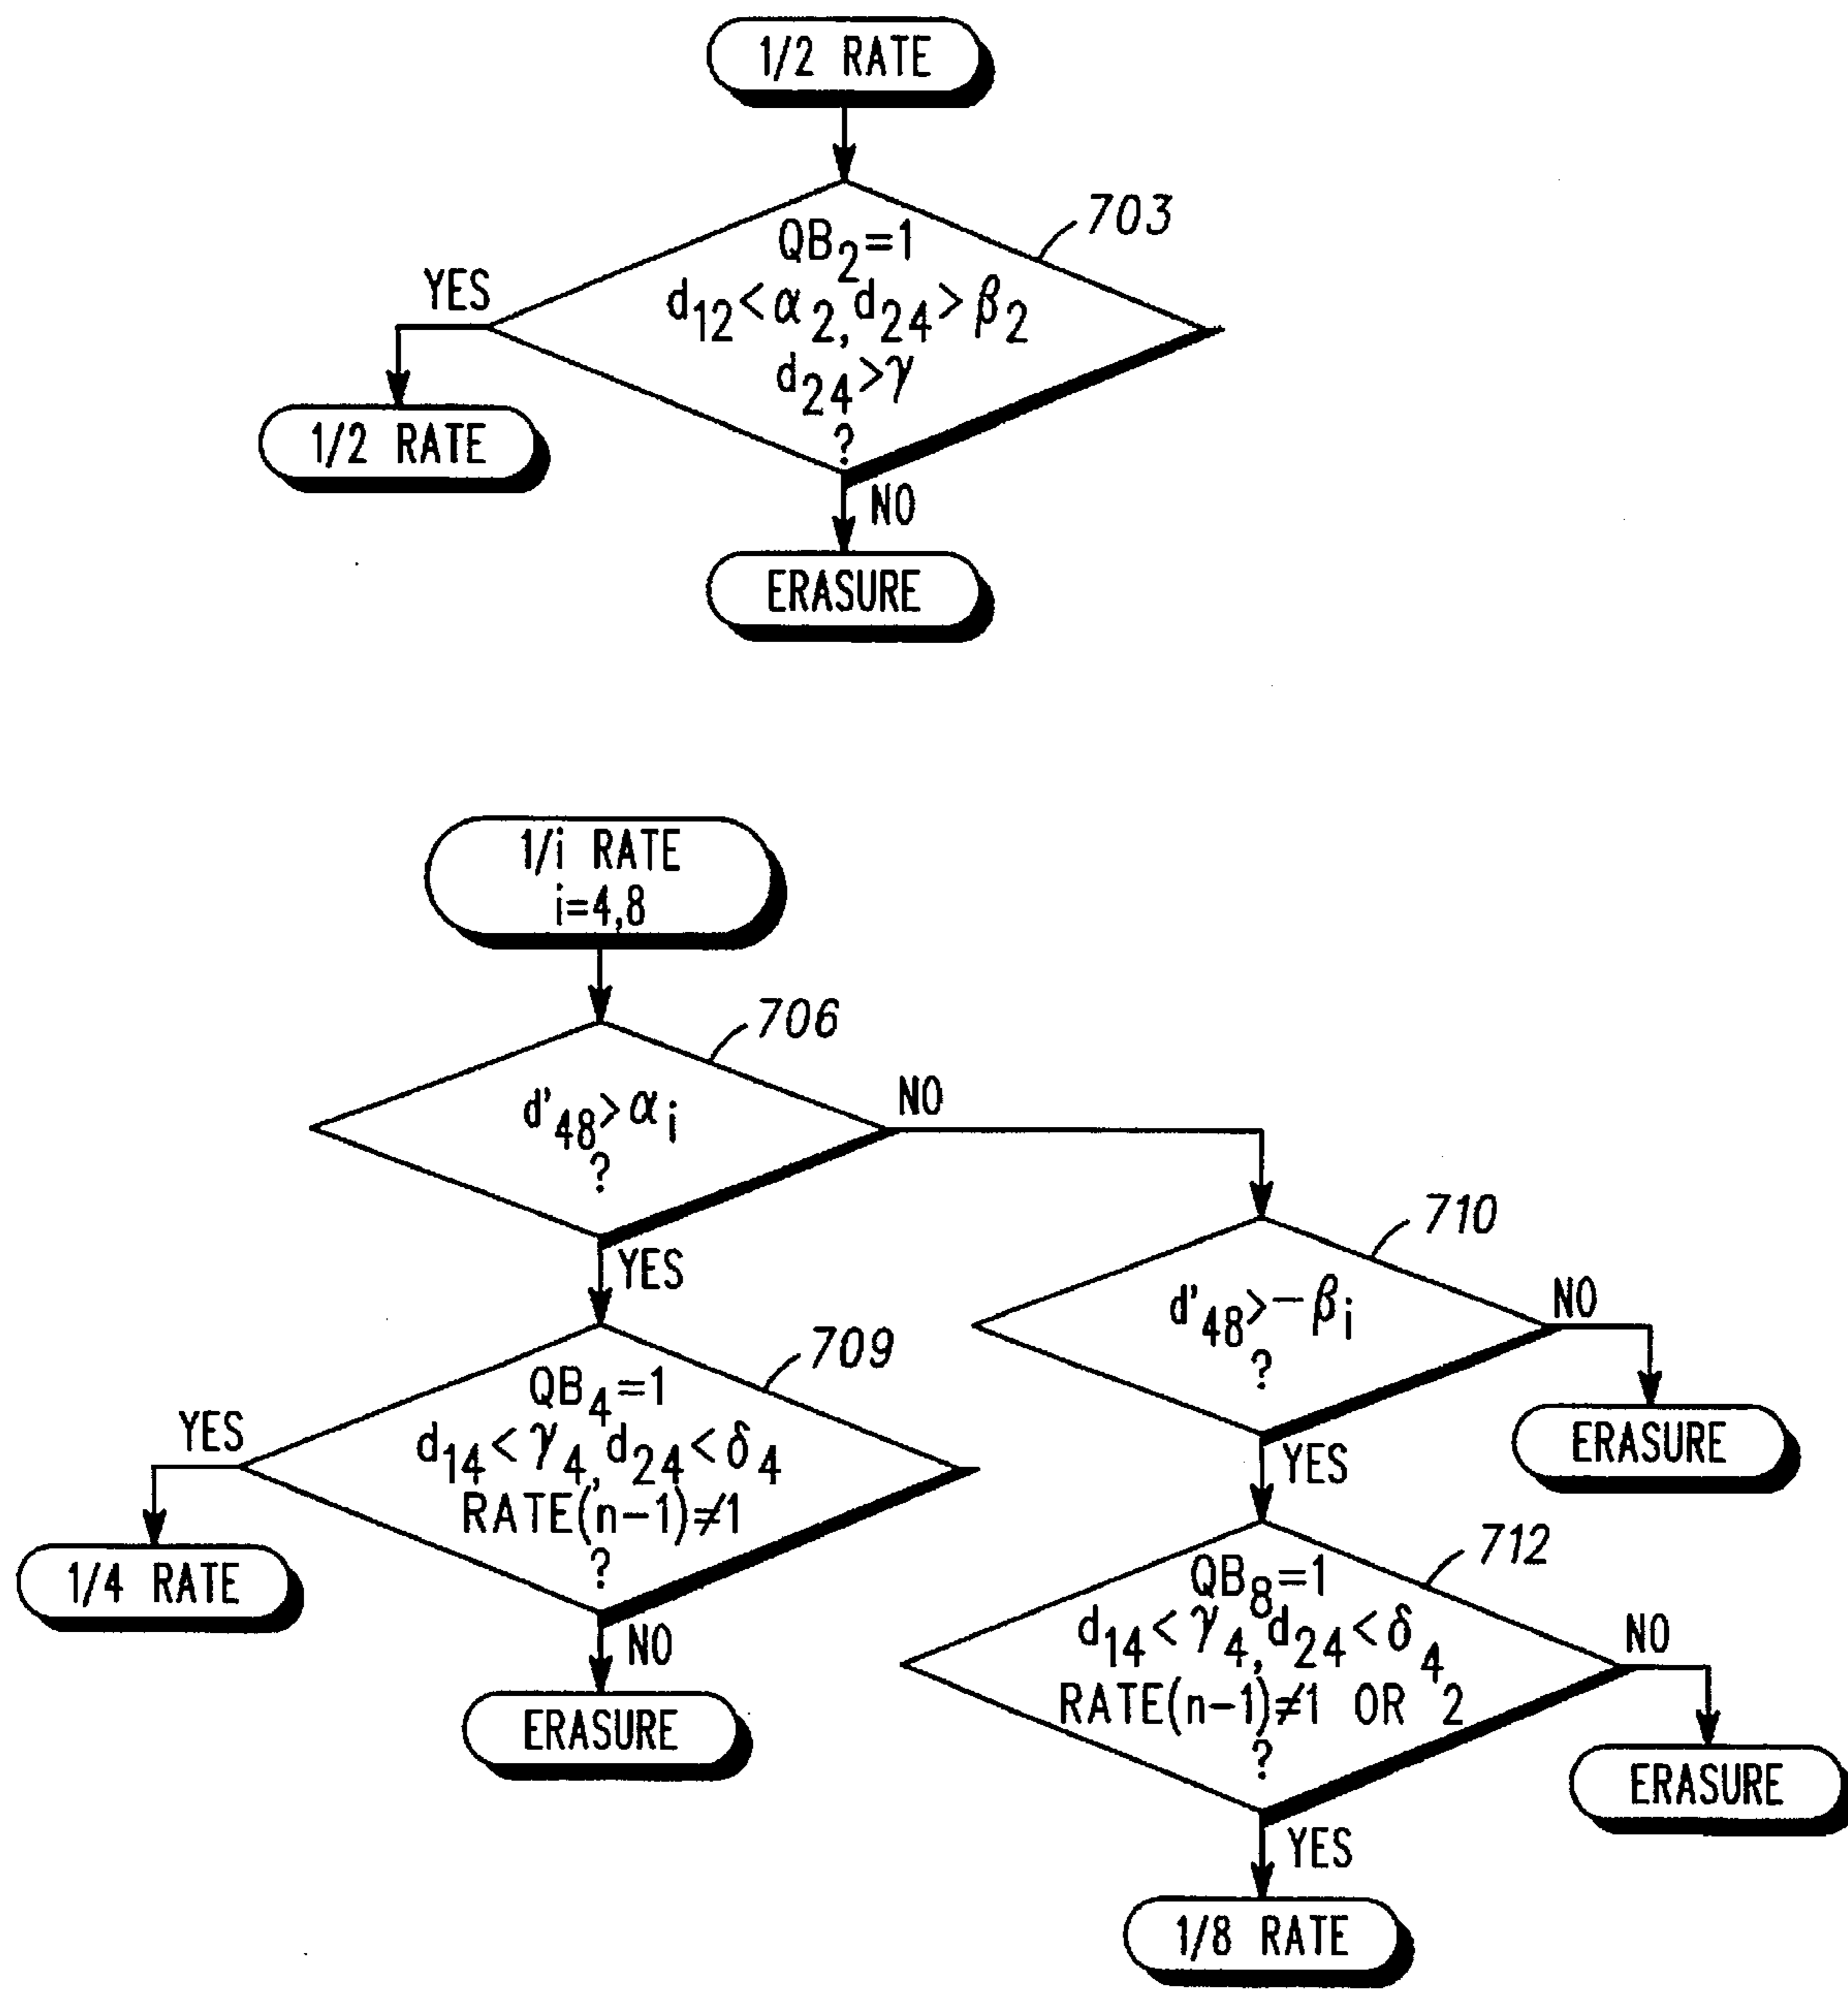 1/2 RATE
703
QB2=1
d12<α2, d24>β2
d24>γ
?
YES
1/2 RATE
NO
ERASURE
1/i RATE
i=4,8
706
d'48>αi
?
NO
YES
710
d'48>-βi
?
NO
ERASURE
YES
709
QB4=1
d14<γ4, d24<δ4
RATE(n-1)≠1
?
YES
1/4 RATE
NO
ERASURE
712
QB8=1
d14<γ4, d24<δ4
RATE(n-1)≠1 OR 2
?
NO
ERASURE
YES
1/8 RATE